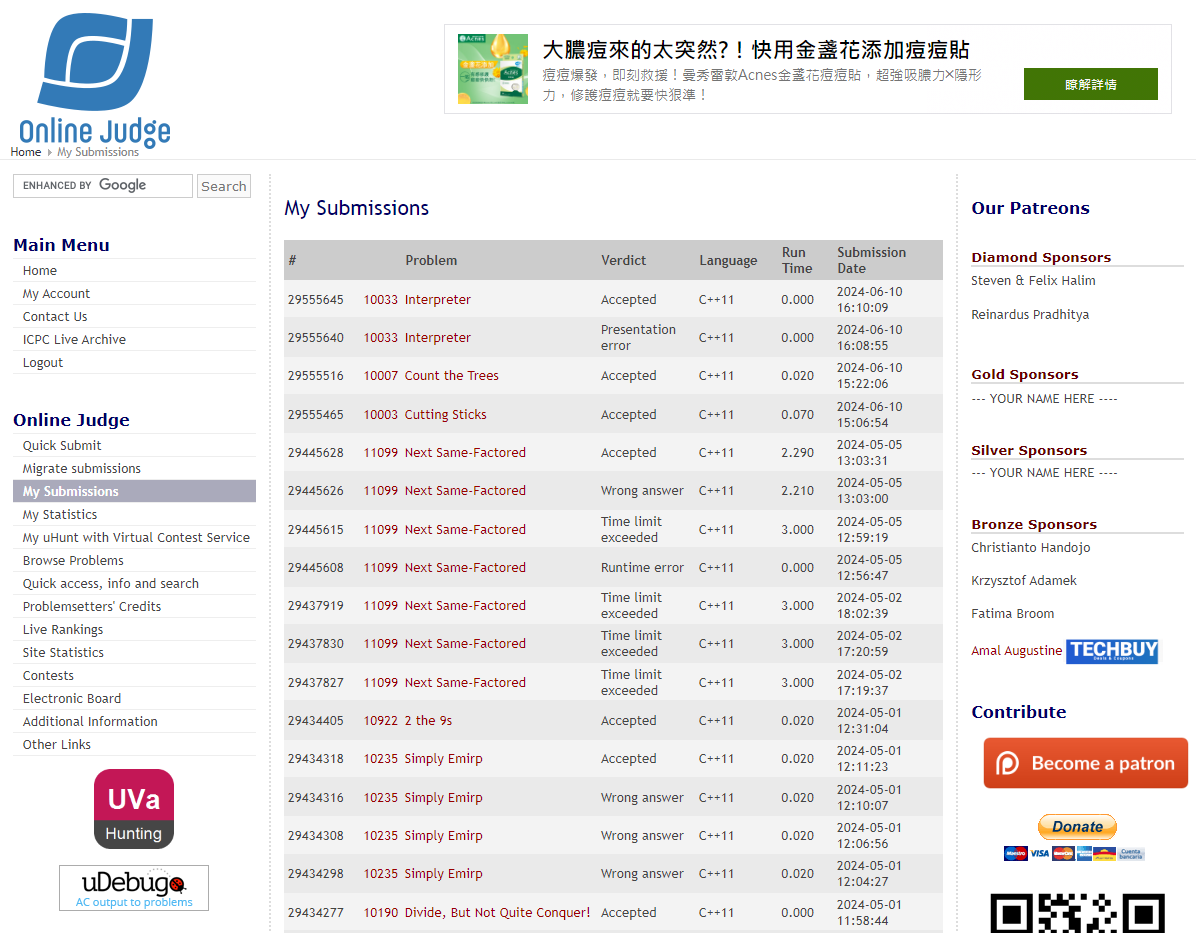 Online Judge
Home My Submissions
Acnes
大膿痘來的太突然?！快用金盞花添加痘痘貼
痘痘爆發，即刻救援！曼秀雷敦Acnes金盞花痘痘貼，超強吸膿力×隱形
力，修護痘痘就要快狠準！
瞭解詳情
ENHANCED BY Google
Search
Main Menu
Home
My Account
Contact Us
ICPC Live Archive
Logout
Online Judge
Quick Submit
Migrate submissions
My Submissions
My Statistics
My uHunt with Virtual Contest Service
Browse Problems
Quick access, info and search
Problemsetters' Credits
Live Rankings
Site Statistics
Contests
Electronic Board
Additional Information
Other Links
UVa
Hunting
uDebug
AC output to problems
My Submissions
# Problem Verdict Language Run Time Submission Date
29555645 10033 Interpreter Accepted C++11 0.000 2024-06-10 16:10:09
29555640 10033 Interpreter Presentation error C++11 0.000 2024-06-10 16:08:55
29555516 10007 Count the Trees Accepted C++11 0.020 2024-06-10 15:22:06
29555465 10003 Cutting Sticks Accepted C++11 0.070 2024-06-10 15:06:54
29445628 11099 Next Same-Factored Accepted C++11 2.290 2024-05-05 13:03:31
29445626 11099 Next Same-Factored Wrong answer C++11 2.210 2024-05-05 13:03:00
29445615 11099 Next Same-Factored Time limit exceeded C++11 3.000 2024-05-05 12:59:19
29445608 11099 Next Same-Factored Runtime error C++11 0.000 2024-05-05 12:56:47
29437919 11099 Next Same-Factored Time limit exceeded C++11 3.000 2024-05-02 18:02:39
29437830 11099 Next Same-Factored Time limit exceeded C++11 3.000 2024-05-02 17:20:59
29437827 11099 Next Same-Factored Time limit exceeded C++11 3.000 2024-05-02 17:19:37
29434405 10922 2 the 9s Accepted C++11 0.020 2024-05-01 12:31:04
29434318 10235 Simply Emirp Accepted C++11 0.020 2024-05-01 12:11:23
29434316 10235 Simply Emirp Wrong answer C++11 0.020 2024-05-01 12:10:07
29434308 10235 Simply Emirp Wrong answer C++11 0.020 2024-05-01 12:06:56
29434298 10235 Simply Emirp Wrong answer C++11 0.020 2024-05-01 12:04:27
29434277 10190 Divide, But Not Quite Conquer! Accepted C++11 0.000 2024-05-01 11:58:44
Our Patreons
Diamond Sponsors
Steven & Felix Halim
Reinardus Pradhitya
Gold Sponsors
--- YOUR NAME HERE ----
Silver Sponsors
--- YOUR NAME HERE ----
Bronze Sponsors
Christianto Handojo
Krzysztof Adamek
Fatima Broom
Amal Augustine TECHBUY
Contribute
Become a patron
Donate
Maestro VISA
Cuenta bancaria